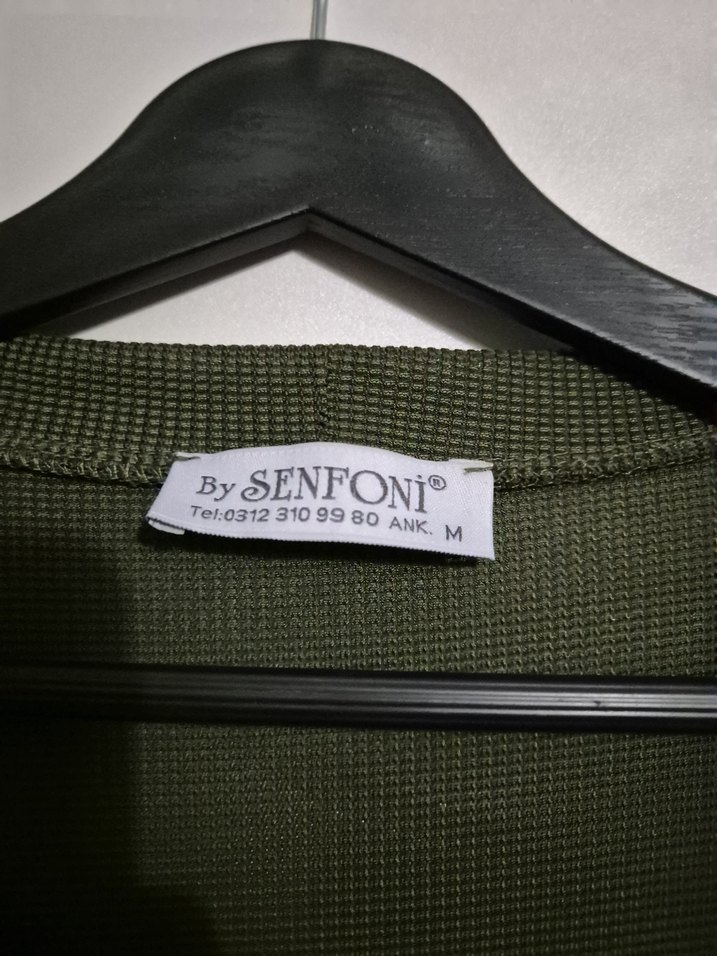 By SENFONİ®
Tel:0312 310 99 80 ANK. M